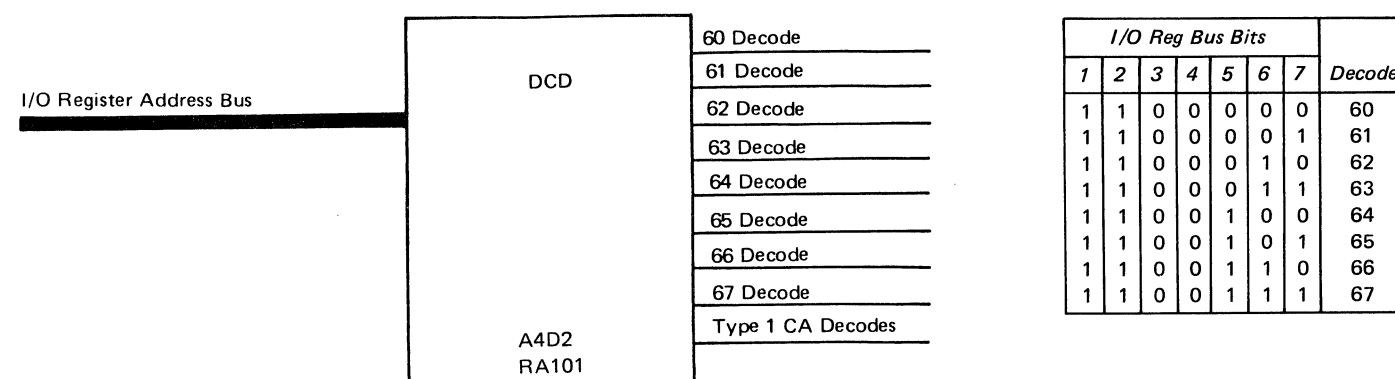 I/O Register Address Bus
DCD
A4D2
RA101
60 Decode
61 Decode
62 Decode
63 Decode
64 Decode
65 Decode
66 Decode
67 Decode
Type 1 CA Decodes
I/O Reg Bus Bits
1 2 3 4 5 6 7 Decode
1 1 0 0 0 0 0 60
1 1 0 0 0 0 1 61
1 1 0 0 0 1 0 62
1 1 0 0 0 1 1 63
1 1 0 0 1 0 0 64
1 1 0 0 1 0 1 65
1 1 0 0 1 1 0 66
1 1 0 0 1 1 1 67